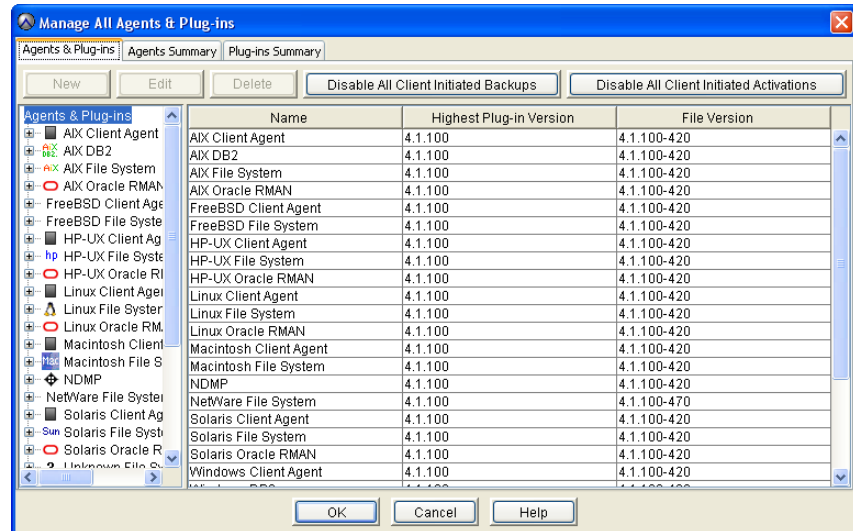 Manage All Agents & Plug-ins
Agents & Plug-ins Agents Summary Plug-ins Summary
New Edit Delete Disable All Client Initiated Backups Disable All Client Initiated Activations
Agents & Plug-ins
AIX Client Agent
AIX DB2 AIX DB2
AIX AIX File System
AIX Oracle RMAN
FreeBSD Client Age
FreeBSD File Syste
HP-UX Client Ag
hp HP-UX File Syste
HP-UX Oracle RI
Linux Client Ager
Linux File System
Linux Oracle RM.
Macintosh Client
Mac Macintosh File S
NDMP
NetWare File System
Solaris Client Ag
Sun Solaris File Syste
Solaris Oracle R
? Unknown File Sy
Name Highest Plug-in Version File Version
AIX Client Agent 4.1.100 4.1.100-420
AIX DB2 4.1.100 4.1.100-420
AIX File System 4.1.100 4.1.100-420
AIX Oracle RMAN 4.1.100 4.1.100-420
FreeBSD Client Agent 4.1.100 4.1.100-420
FreeBSD File System 4.1.100 4.1.100-420
HP-UX Client Agent 4.1.100 4.1.100-420
HP-UX File System 4.1.100 4.1.100-420
HP-UX Oracle RMAN 4.1.100 4.1.100-420
Linux Client Agent 4.1.100 4.1.100-420
Linux File System 4.1.100 4.1.100-420
Linux Oracle RMAN 4.1.100 4.1.100-420
Macintosh Client Agent 4.1.100 4.1.100-420
Macintosh File System 4.1.100 4.1.100-420
NDMP 4.1.100 4.1.100-420
NetWare File System 4.1.100 4.1.100-470
Solaris Client Agent 4.1.100 4.1.100-420
Solaris File System 4.1.100 4.1.100-420
Solaris Oracle RMAN 4.1.100 4.1.100-420
Windows Client Agent 4.1.100 4.1.100-420
OK Cancel Help